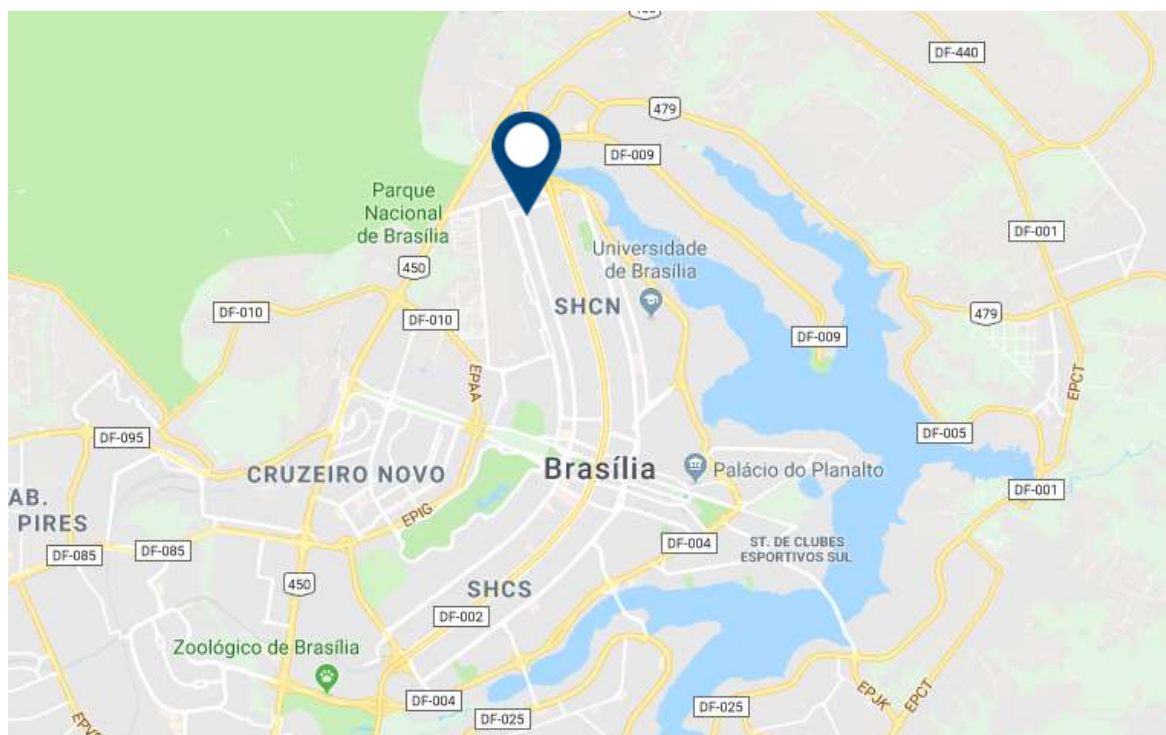 DF-440
479
DF-009
Parque
Nacional
de Brasília
DF-001
Universidade
de Brasília
450
DF-010
DF-010
SHCN
479
DF-009
EPCT
EPAA
DF-095
DF-005
CRUZEIRO NOVO
Brasília
Palácio do Planalto
DF-001
AB.
PIRES
EPIG
DF-085
DF-085
DF-004
ST. DE CLUBES
ESPORTIVOS SUL
450
SHCS
DF-002
Zoológico de Brasília
DF-004
DF-025
DF-025
EPJK
EPCT